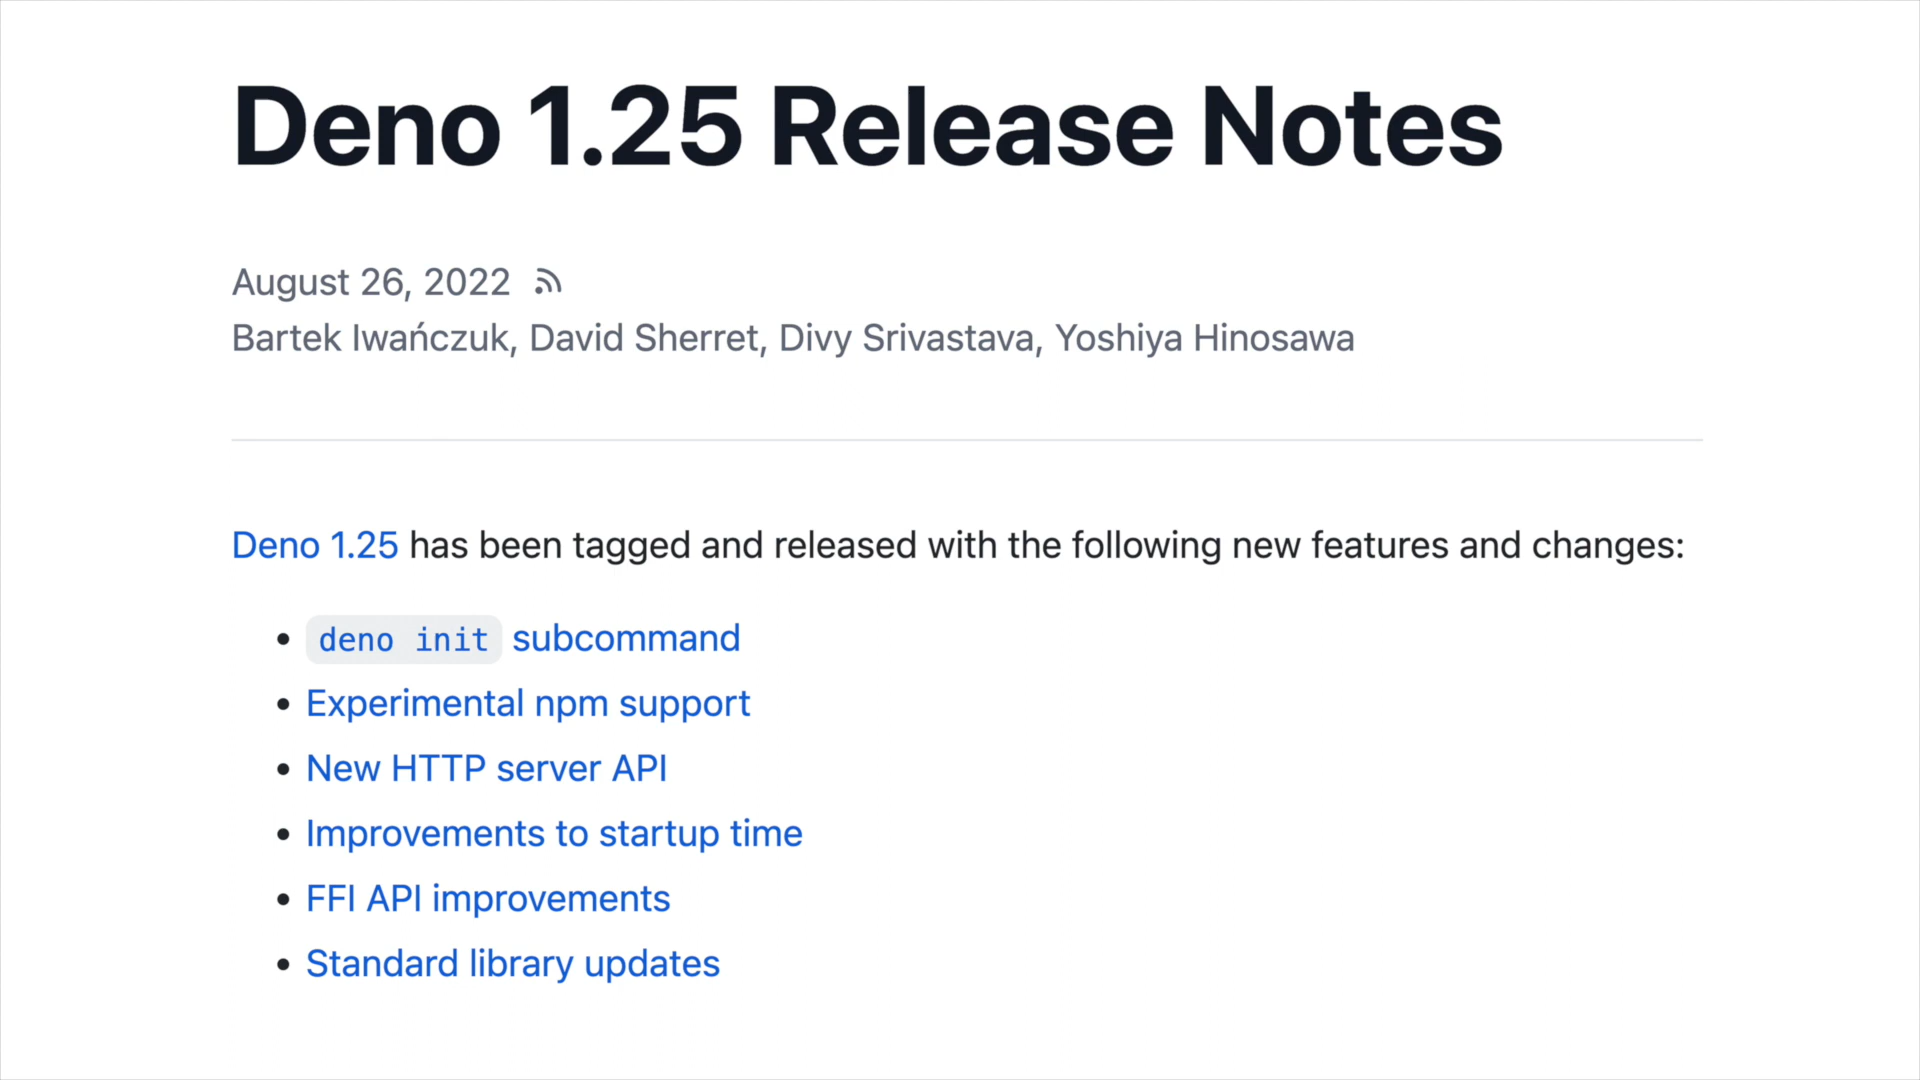 Deno 1.25 Release Notes
August 26, 2022
Bartek Iwańczuk, David Sherret, Divy Srivastava, Yoshiya Hinosawa
Deno 1.25 has been tagged and released with the following new features and changes:
• deno init subcommand
• Experimental npm support
• New HTTP server API
• Improvements to startup time
• FFI API improvements
• Standard library updates